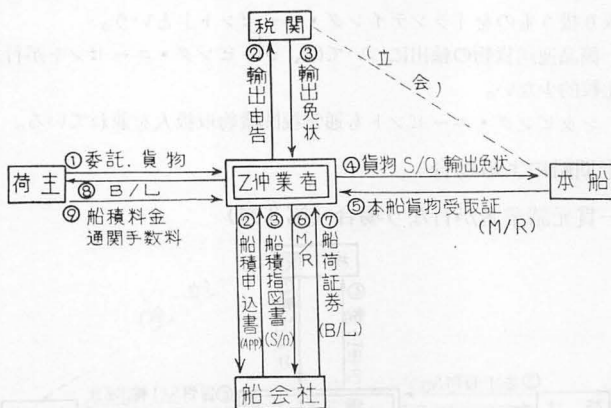 税関
②輸出申告
③輸出免状
立会)
荷主
①委託.貨物
⑧ B/L
⑨ 船積料金
通関手数料
乙仲業者
④貨物S/O.輸出免状
⑤本船貨物受取証
(M/R)
本船
②船積申込書(APP)
③船積指図書(S/O)
⑥M/R
⑦船荷証券(B/L)
船会社